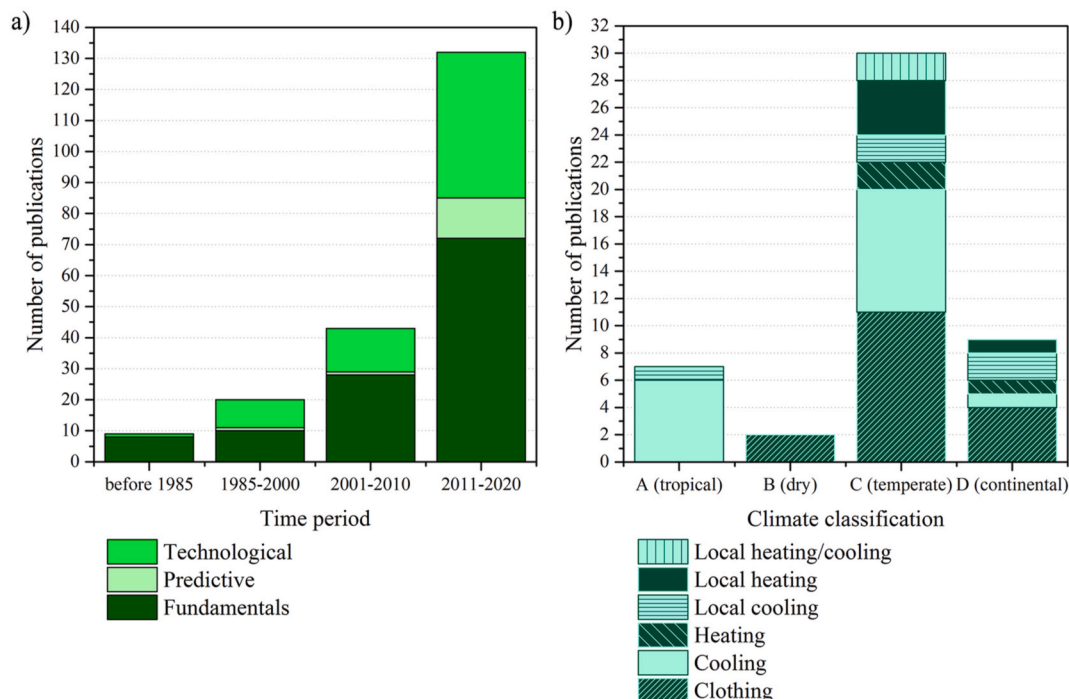 a)
Number of publications
140
130
120
110
100
90
80
70
60
50
40
30
20
10
0
before 1985 1985-2000 2001-2010 2011-2020
Time period
Technological
Predictive
Fundamentals
b)
Number of publications
32
30
28
26
24
22
20
18
16
14
12
10
8
6
4
2
0
A (tropical) B (dry) C (temperate) D (continental)
Climate classification
Local heating/cooling
Local heating
Local cooling
Heating
Cooling
Clothing